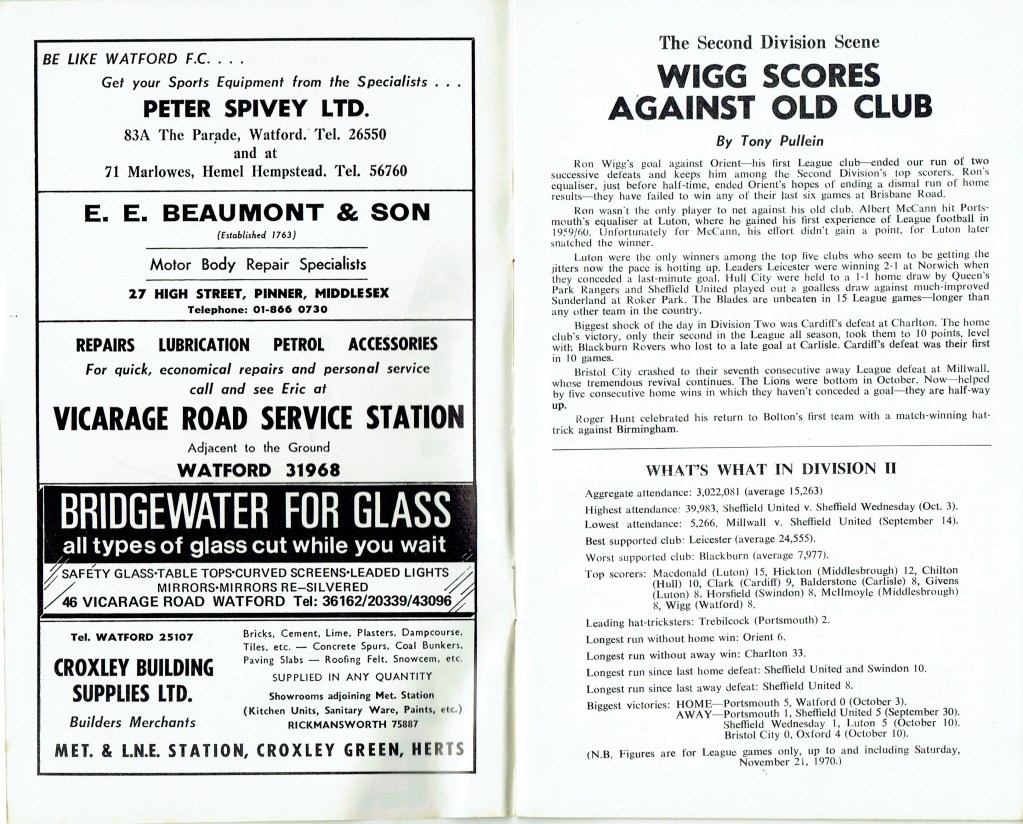 BE LIKE WATFORD F.C. . . .
Get your Sports Equipment from the Specialists . . .
PETER SPIVEY LTD.
83A The Parade, Watford. Tel. 26550
and at
71 Marlowes, Hemel Hempstead. Tel. 56760
E. E. BEAUMONT & SON
(Established 1763)
Motor Body Repair Specialists
27 HIGH STREET, PINNER, MIDDLESEX
Telephone: 01-866 0730
REPAIRS LUBRICATION PETROL ACCESSORIES
For quick, economical repairs and personal service
call and see Eric at
VICARAGE ROAD SERVICE STATION
Adjacent to the Ground
WATFORD 31968
BRIDGEWATER FOR GLASS
all types of glass cut while you wait
SAFETY GLASS•TABLE TOPS•CURVED SCREENS•LEADED LIGHTS
MIRRORS•MIRRORS RE–SILVERED
46 VICARAGE ROAD WATFORD Tel: 36162/20339/43096
Tel. WATFORD 25107
CROXLEY BUILDING
SUPPLIES LTD.
Builders Merchants
Bricks, Cement, Lime, Plasters, Dampcourse,
Tiles, etc. — Concrete Spurs, Coal Bunkers,
Paving Slabs — Roofing Felt, Snowcem, etc.
SUPPLIED IN ANY QUANTITY
Showrooms adjoining Met. Station
(Kitchen Units, Sanitary Ware, Paints, etc.)
RICKMANSWORTH 75887
MET. & L.N.E. STATION, CROXLEY GREEN, HERTS
The Second Division Scene
WIGG SCORES
AGAINST OLD CLUB
By Tony Pullein
Ron Wigg's goal against Orient—his first League club—ended our run of two
successive defeats and keeps him among the Second Division's top scorers. Ron's
equaliser, just before half-time, ended Orient's hopes of ending a dismal run of home
results—they have failed to win any of their last six games at Brisbane Road.
Ron wasn't the only player to net against his old club. Albert McCann hit Ports-
mouth's equaliser at Luton, where he gained his first experience of League football in
1959/60. Unfortunately for McCann, his effort didn't gain a point, for Luton later
snatched the winner.
Luton were the only winners among the top five clubs who seem to be getting the
jitters now the pace is hotting up. Leaders Leicester were winning 2-1 at Norwich when
they conceded a last-minute goal. Hull City were held to a 1-1 home draw by Queen's
Park Rangers and Sheffield United played out a goalless draw against much-improved
Sunderland at Roker Park. The Blades are unbeaten in 15 League games—longer than
any other team in the country.
Biggest shock of the day in Division Two was Cardiff's defeat at Charlton. The home
club's victory, only their second in the League all season, took them to 10 points, level
with Blackburn Rovers who lost to a late goal at Carlisle. Cardiff's defeat was their first
in 10 games.
Bristol City crashed to their seventh consecutive away League defeat at Millwall,
whose tremendous revival continues. The Lions were bottom in October. Now—helped
by five consecutive home wins in which they haven't conceded a goal—they are half-way
up.
Roger Hunt celebrated his return to Bolton's first team with a match-winning hat-
trick against Birmingham.
WHAT'S WHAT IN DIVISION II
Aggregate attendance: 3,022,081 (average 15,263)
Highest attendance: 39,983, Sheffield United v. Sheffield Wednesday (Oct. 3).
Lowest attendance: 5,266, Millwall v. Sheffield United (September 14).
Best supported club: Leicester (average 24,555).
Worst supported club: Blackburn (average 7,977).
Top scorers: Macdonald (Luton) 15, Hickton (Middlesbrough) 12, Chilton
(Hull) 10, Clark (Cardiff) 9, Balderstone (Carlisle) 8, Givens
(Luton) 8, Horsfield (Swindon) 8, McIlmoyle (Middlesbrough)
8, Wigg (Watford) 8.
Leading hat-tricksters: Trebilcock (Portsmouth) 2.
Longest run without home win: Orient 6.
Longest run without away win: Charlton 33.
Longest run since last home defeat: Sheffield United and Swindon 10.
Longest run since last away defeat: Sheffield United 8.
Biggest victories: HOME—Portsmouth 5, Watford 0 (October 3).
AWAY—Portsmouth 1, Sheffield United 5 (September 30).
Sheffield Wednesday 1, Luton 5 (October 10).
Bristol City 0, Oxford 4 (October 10).
(N.B. Figures are for League games only, up to and including Saturday,
November 21, 1970.)